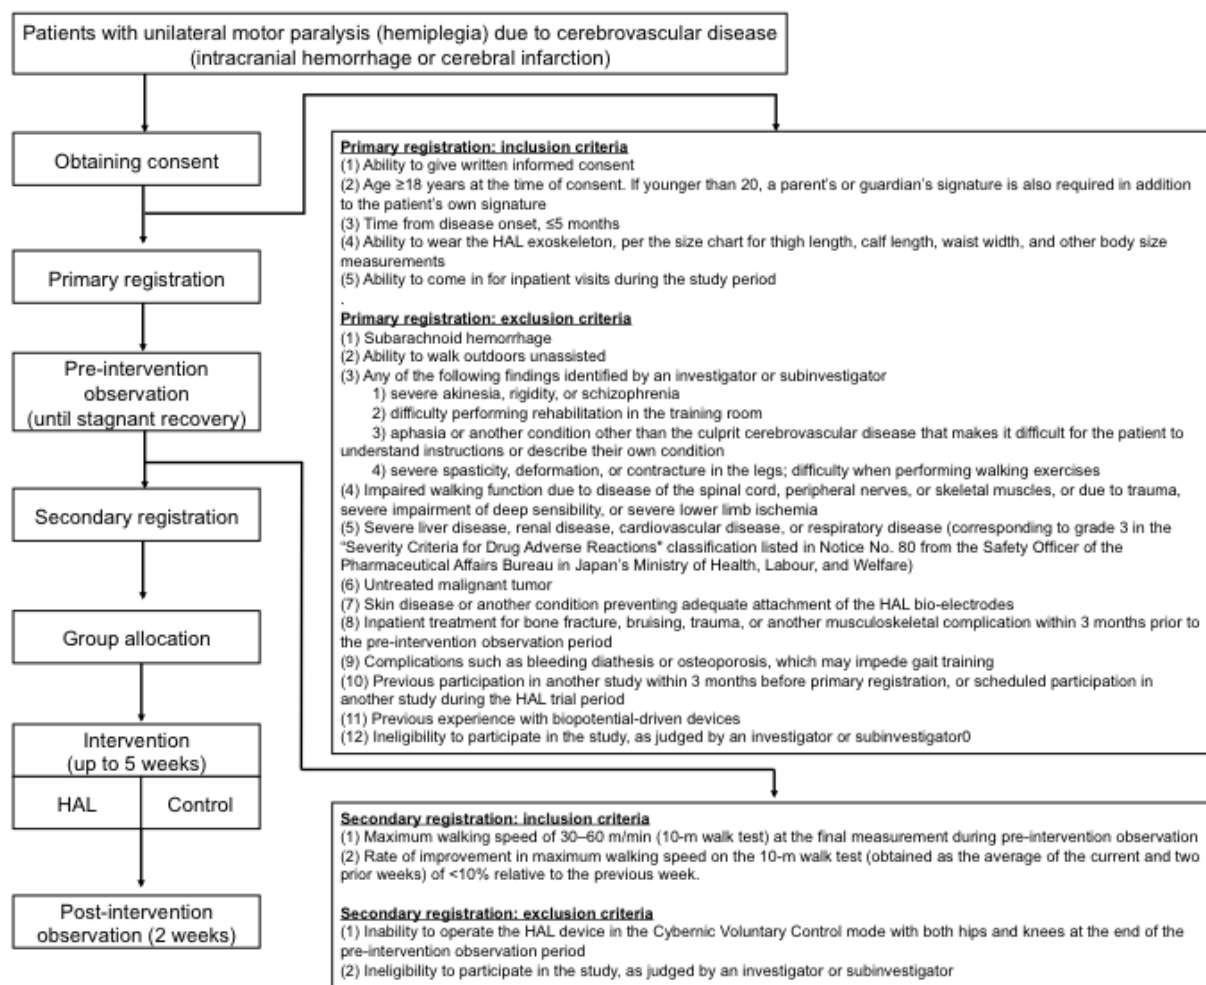 Patients with unilateral motor paralysis (hemiplegia) due to cerebrovascular disease
(intracranial hemorrhage or cerebral infarction)
Obtaining consent
Primary registration
Pre-intervention
observation
(until stagnant recovery)
Secondary registration
Group allocation
Intervention
(up to 5 weeks)
HAL
Control
Post-intervention
observation (2 weeks)
Primary registration: inclusion criteria
(1) Ability to give written informed consent
(2) Age ≥18 years at the time of consent. If younger than 20, a parent's or guardian's signature is also required in addition
to the patient's own signature
(3) Time from disease onset, ≤5 months
(4) Ability to wear the HAL exoskeleton, per the size chart for thigh length, calf length, waist width, and other body size
measurements
(5) Ability to come in for inpatient visits during the study period
.
Primary registration: exclusion criteria
(1) Subarachnoid hemorrhage
(2) Ability to walk outdoors unassisted
(3) Any of the following findings identified by an investigator or subinvestigator
1) severe akinesia, rigidity, or schizophrenia
2) difficulty performing rehabilitation in the training room
3) aphasia or another condition other than the culprit cerebrovascular disease that makes it difficult for the patient to
understand instructions or describe their own condition
4) severe spasticity, deformation, or contracture in the legs; difficulty when performing walking exercises
(4) Impaired walking function due to disease of the spinal cord, peripheral nerves, or skeletal muscles, or due to trauma,
severe impairment of deep sensibility, or severe lower limb ischemia
(5) Severe liver disease, renal disease, cardiovascular disease, or respiratory disease (corresponding to grade 3 in the
"Severity Criteria for Drug Adverse Reactions" classification listed in Notice No. 80 from the Safety Officer of the
Pharmaceutical Affairs Bureau in Japan's Ministry of Health, Labour, and Welfare)
(6) Untreated malignant tumor
(7) Skin disease or another condition preventing adequate attachment of the HAL bio-electrodes
(8) Inpatient treatment for bone fracture, bruising, trauma, or another musculoskeletal complication within 3 months prior to
the pre-intervention observation period
(9) Complications such as bleeding diathesis or osteoporosis, which may impede gait training
(10) Previous participation in another study within 3 months before primary registration, or scheduled participation in
another study during the HAL trial period
(11) Previous experience with biopotential-driven devices
(12) Ineligibility to participate in the study, as judged by an investigator or subinvestigator0
Secondary registration: inclusion criteria
(1) Maximum walking speed of 30–60 m/min (10-m walk test) at the final measurement during pre-intervention observation
(2) Rate of improvement in maximum walking speed on the 10-m walk test (obtained as the average of the current and two
prior weeks) of <10% relative to the previous week.
Secondary registration: exclusion criteria
(1) Inability to operate the HAL device in the Cybernic Voluntary Control mode with both hips and knees at the end of the
pre-intervention observation period
(2) Ineligibility to participate in the study, as judged by an investigator or subinvestigator